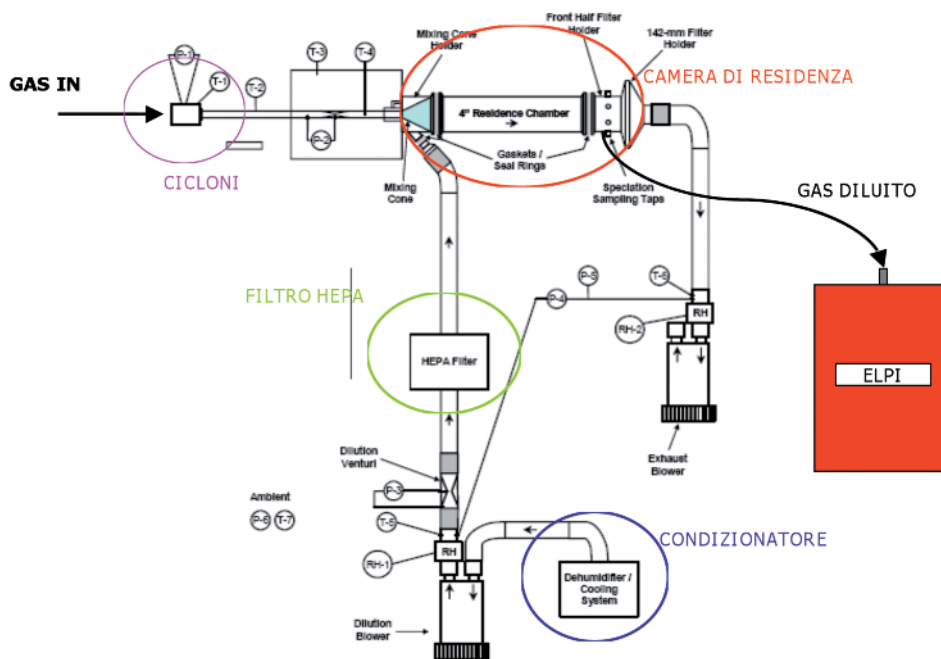 Mixing Cone
Holder
Front Half Filter
Holder
142-mm Filter
Holder
P-1
T-1
T-2
T-3
T-4
GAS IN
CAMERA DI RESIDENZA
4" Residence Chamber
P-2
CICLONI
Gaskets /
Seal Rings
Mixing
Cone
Speciation
Sampling Taps
GAS DILUITO
FILTRO HEPA
P-5
P-4
T-6
RH
RH-2
HEPA Filter
ELPI
Exhaust
Blower
Dilution
Venturi
P-3
Ambient
P-6
T-7
T-5
RH
RH-1
CONDIZIONATORE
Dehumidifier /
Cooling
System
Dilution
Blower